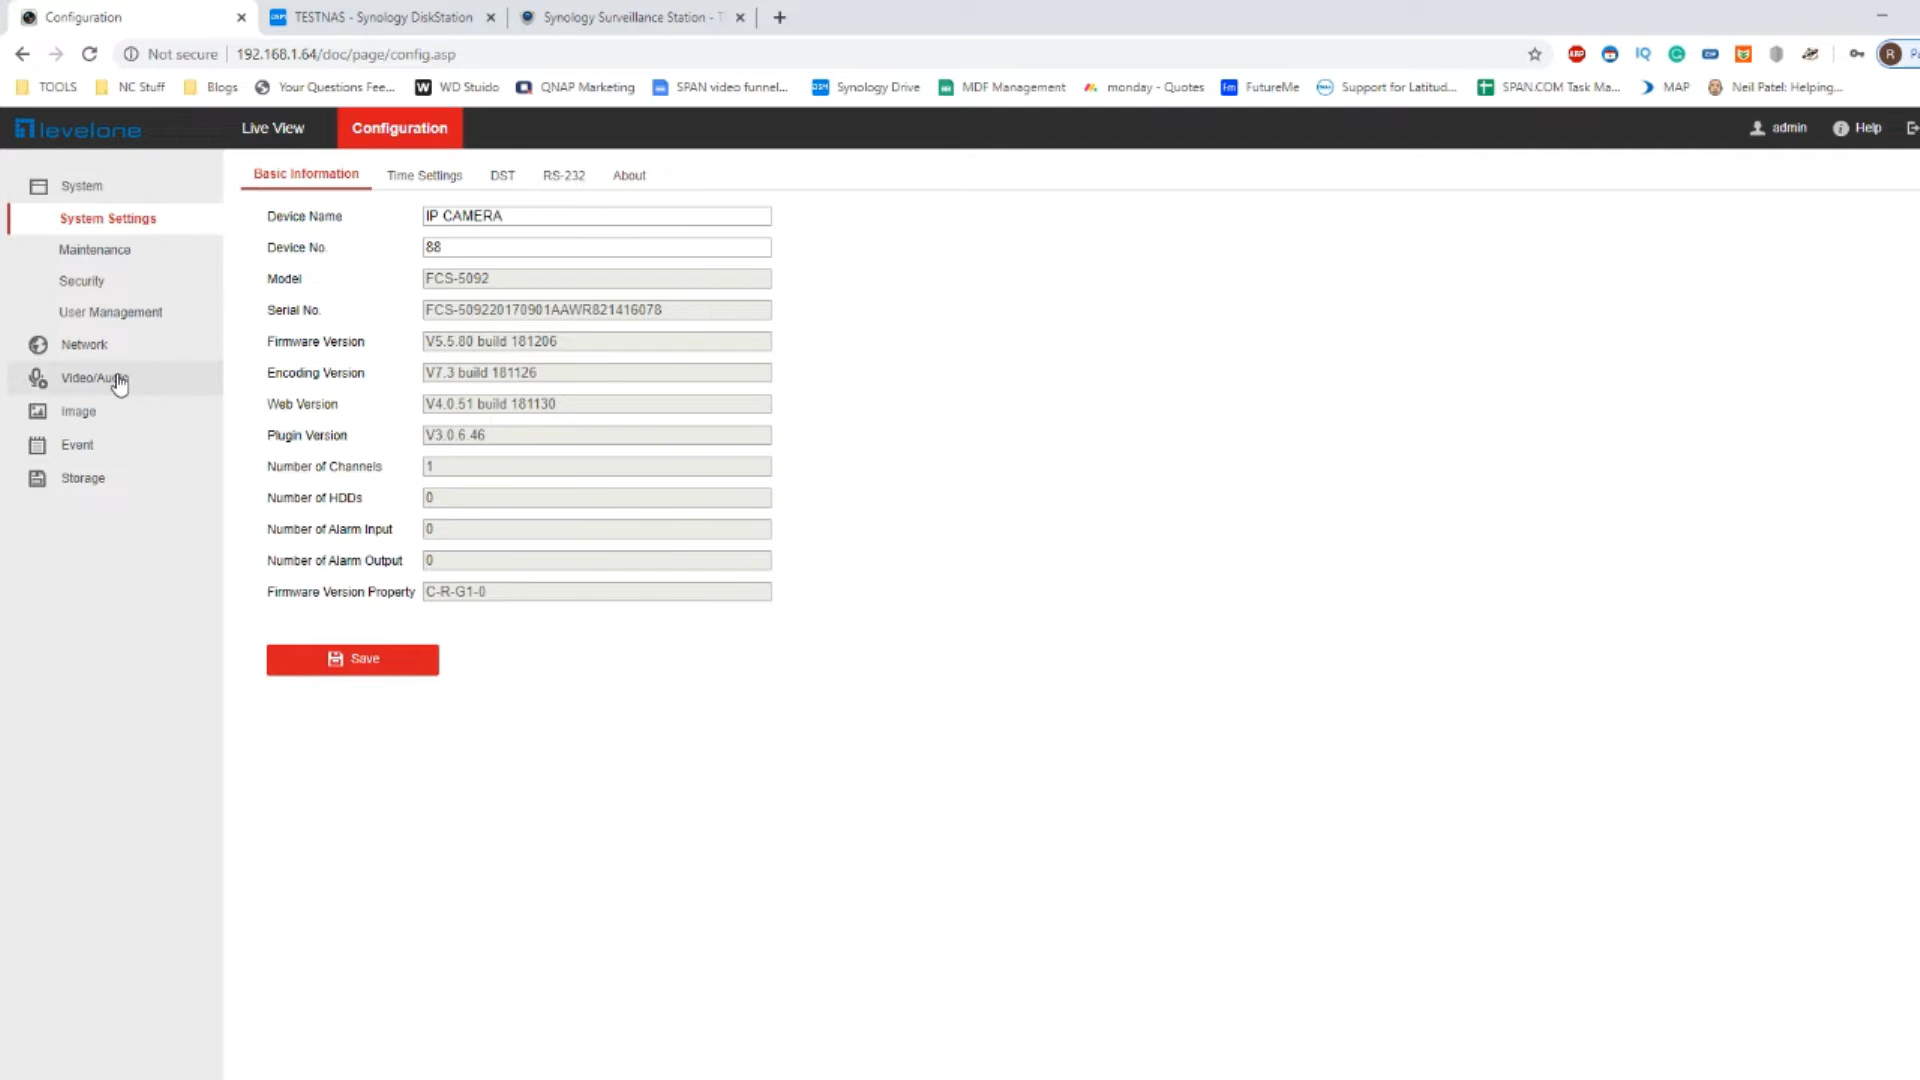 Configuration
TESTNAS - Synology DiskStation
Synology Surveillance Station - T
Not secure
192.168.1.64/doc/page/config.asp
TOOLS
NC Stuff
Blogs
Your Questions Fee...
WD Stuido
QNAP Marketing
SPAN video funnel...
Synology Drive
MDF Management
monday - Quotes
FutureMe
Support for Latitud...
SPAN.COM Task Ma...
MAP
Neil Patel: Helping...
levelone
Live View
Configuration
admin
Help
System
System Settings
Maintenance
Security
User Management
Network
Video/Audio
Image
Event
Storage
Basic Information
Time Settings
DST
RS-232
About
Device Name IP CAMERA
Device No. 88
Model FCS-5092
Serial No. FCS-509220170901AAWR821416078
Firmware Version V5.5.80 build 181206
Encoding Version V7.3 build 181126
Web Version V4.0.51 build 181130
Plugin Version V3.0.6.46
Number of Channels 1
Number of HDDs 0
Number of Alarm Input 0
Number of Alarm Output 0
Firmware Version Property C-R-G1-0
Save